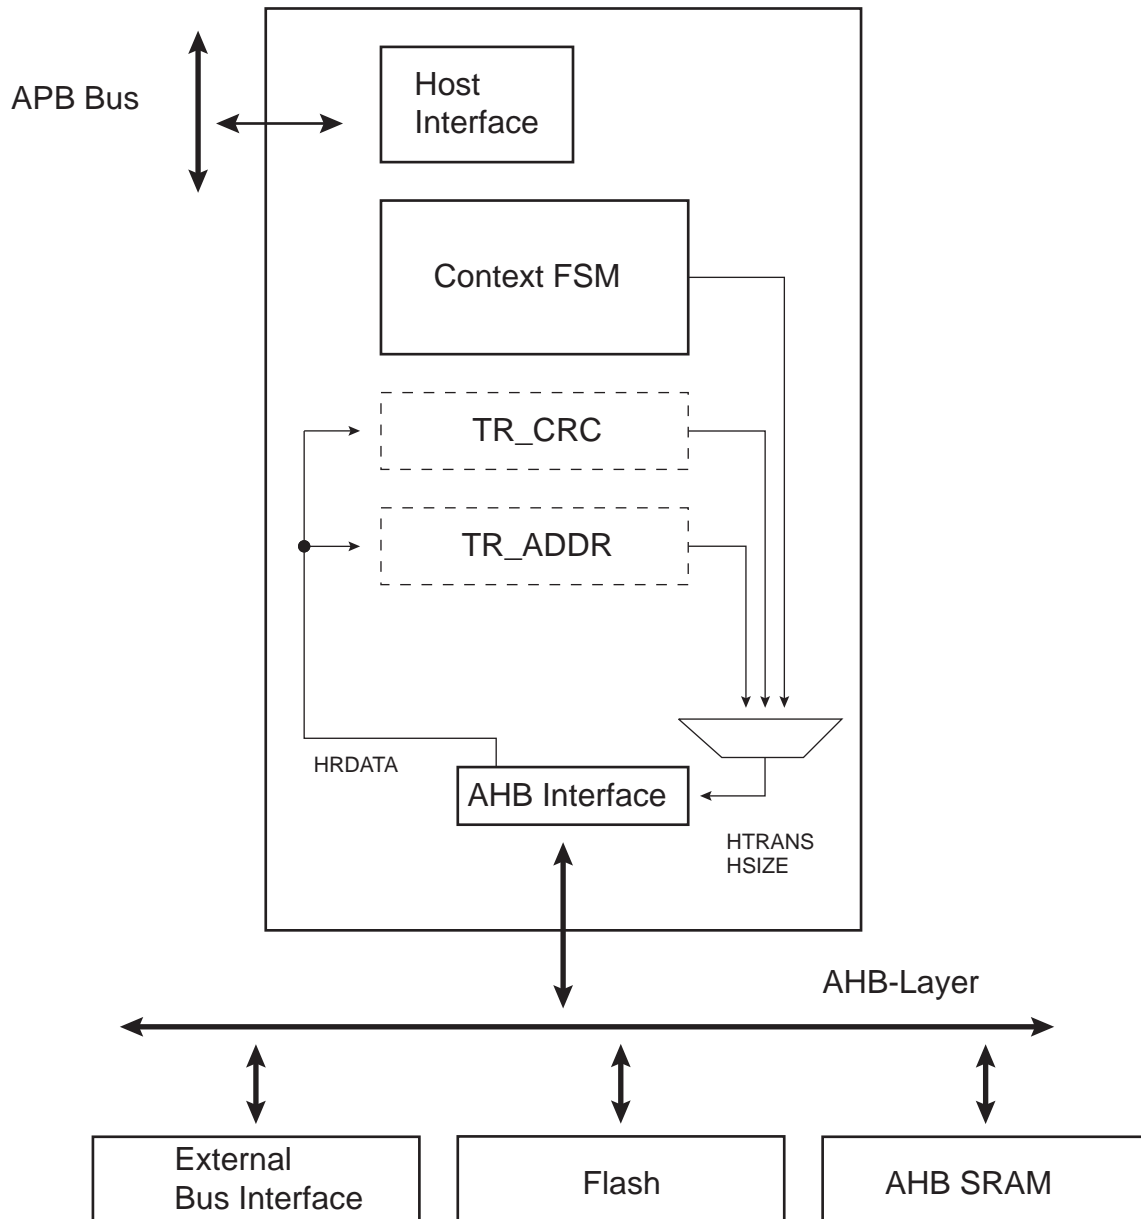 APB Bus
Host
Interface
Context FSM
TR_CRC
TR_ADDR
HRDATA
AHB Interface
HTRANS
HSIZE
AHB-Layer
External
Bus Interface
Flash
AHB SRAM